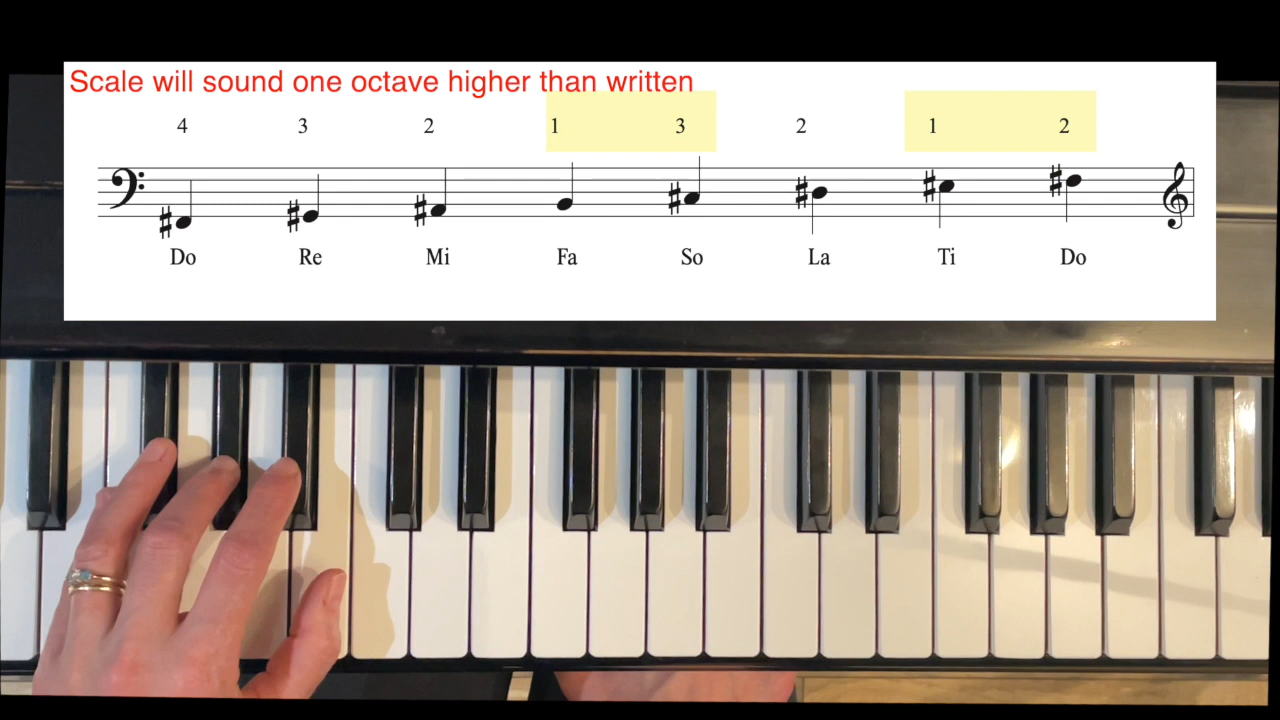 Scale will sound one octave higher than written
4 3 2 1 3 2 1 2
Do Re Mi Fa So La Ti Do